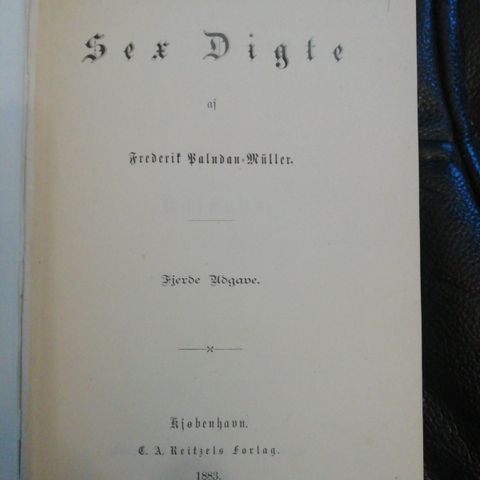 Sex Digte
af
Frederik Paludan-Müller.
Fjerde Udgave.
Kjøbenhavn.
C. A. Reitzels Forlag.
1883.